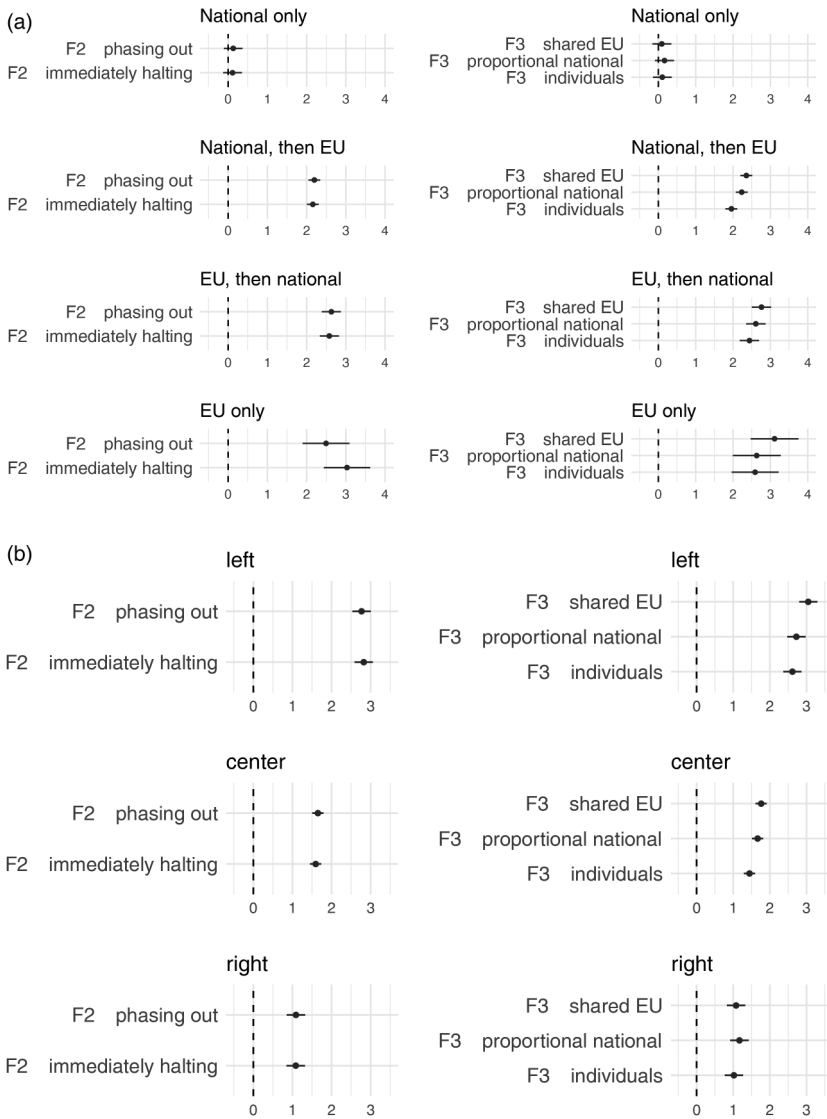 (a)
National only
F2 phasing out
F2 immediately halting
0 1 2 3 4
National only
F3 shared EU
F3 proportional national
F3 individuals
0 1 2 3 4
National, then EU
F2 phasing out
F2 immediately halting
0 1 2 3 4
National, then EU
F3 shared EU
F3 proportional national
F3 individuals
0 1 2 3 4
EU, then national
F2 phasing out
F2 immediately halting
0 1 2 3 4
EU, then national
F3 shared EU
F3 proportional national
F3 individuals
0 1 2 3 4
EU only
F2 phasing out
F2 immediately halting
0 1 2 3 4
EU only
F3 shared EU
F3 proportional national
F3 individuals
0 1 2 3 4
(b)
left
F2 phasing out
F2 immediately halting
0 1 2 3
left
F3 shared EU
F3 proportional national
F3 individuals
0 1 2 3
center
F2 phasing out
F2 immediately halting
0 1 2 3
center
F3 shared EU
F3 proportional national
F3 individuals
0 1 2 3
right
F2 phasing out
F2 immediately halting
0 1 2 3
right
F3 shared EU
F3 proportional national
F3 individuals
0 1 2 3